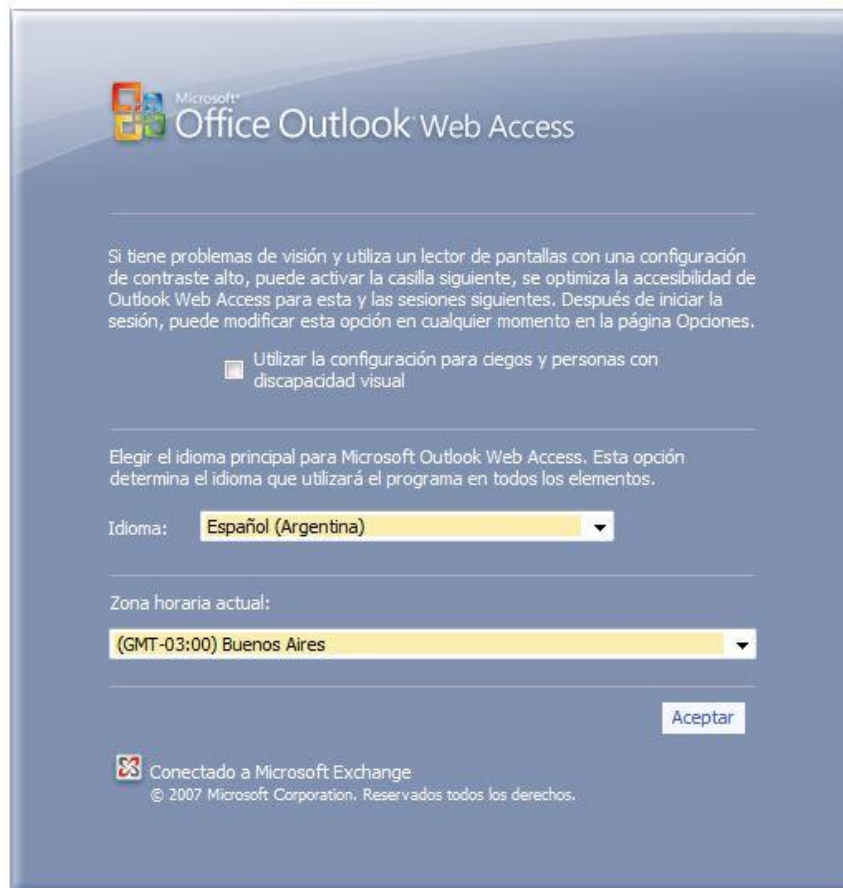 Microsoft®
Office Outlook® Web Access
Si tiene problemas de visión y utiliza un lector de pantallas con una configuración
de contraste alto, puede activar la casilla siguiente, se optimiza la accesibilidad de
Outlook Web Access para esta y las sesiones siguientes. Después de iniciar la
sesión, puede modificar esta opción en cualquier momento en la página Opciones.
Utilizar la configuración para ciegos y personas con
discapacidad visual
Elegir el idioma principal para Microsoft Outlook Web Access. Esta opción
determina el idioma que utilizará el programa en todos los elementos.
Idioma: Español (Argentina)
Zona horaria actual:
(GMT-03:00) Buenos Aires
Aceptar
Conectado a Microsoft Exchange
© 2007 Microsoft Corporation. Reservados todos los derechos.